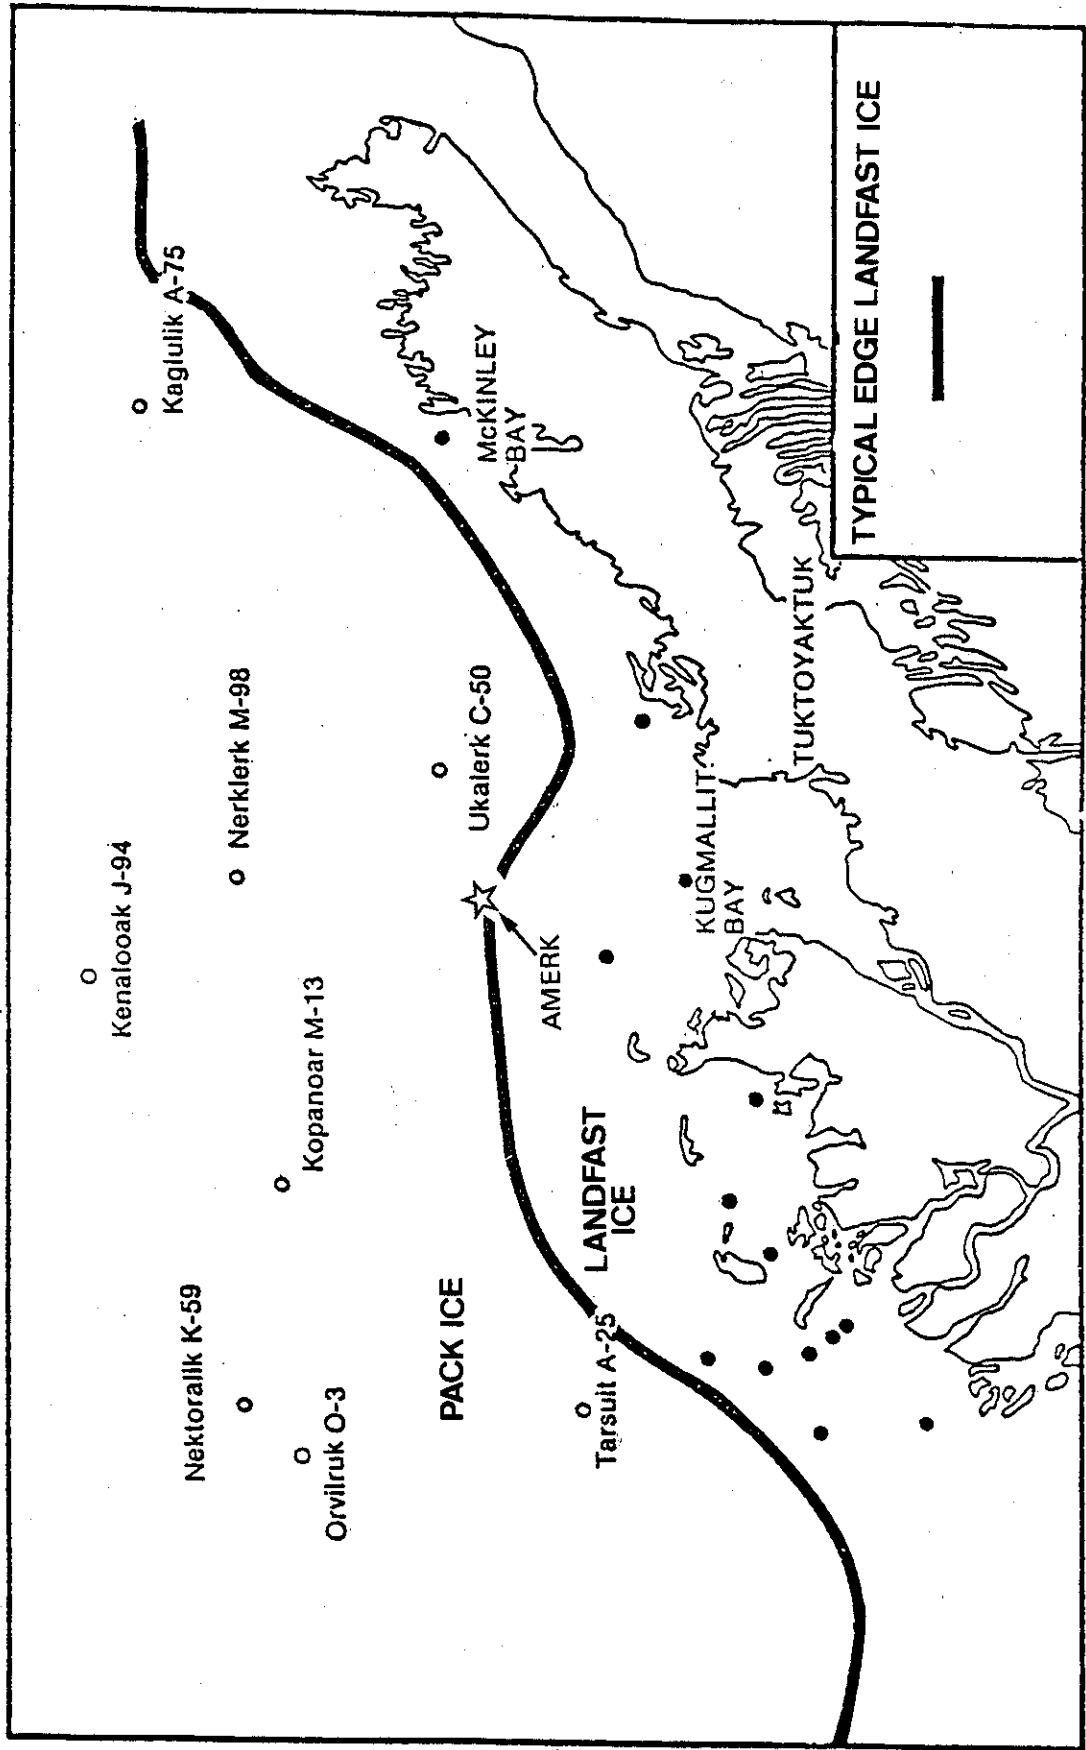 Kenalooak J-94
Kaglulik A-75
Nektoralik K-59
Nerklerk M-98
Kopanoar M-13
Orvilruk O-3
PACK ICE
Ukalerk C-50
McKINLEY
BAY
AMERK
LANDFAST
ICE
Tarsuit A-25
KUGMALLIT
BAY
TUKTOYAKTUK
TYPICAL EDGE LANDFAST ICE